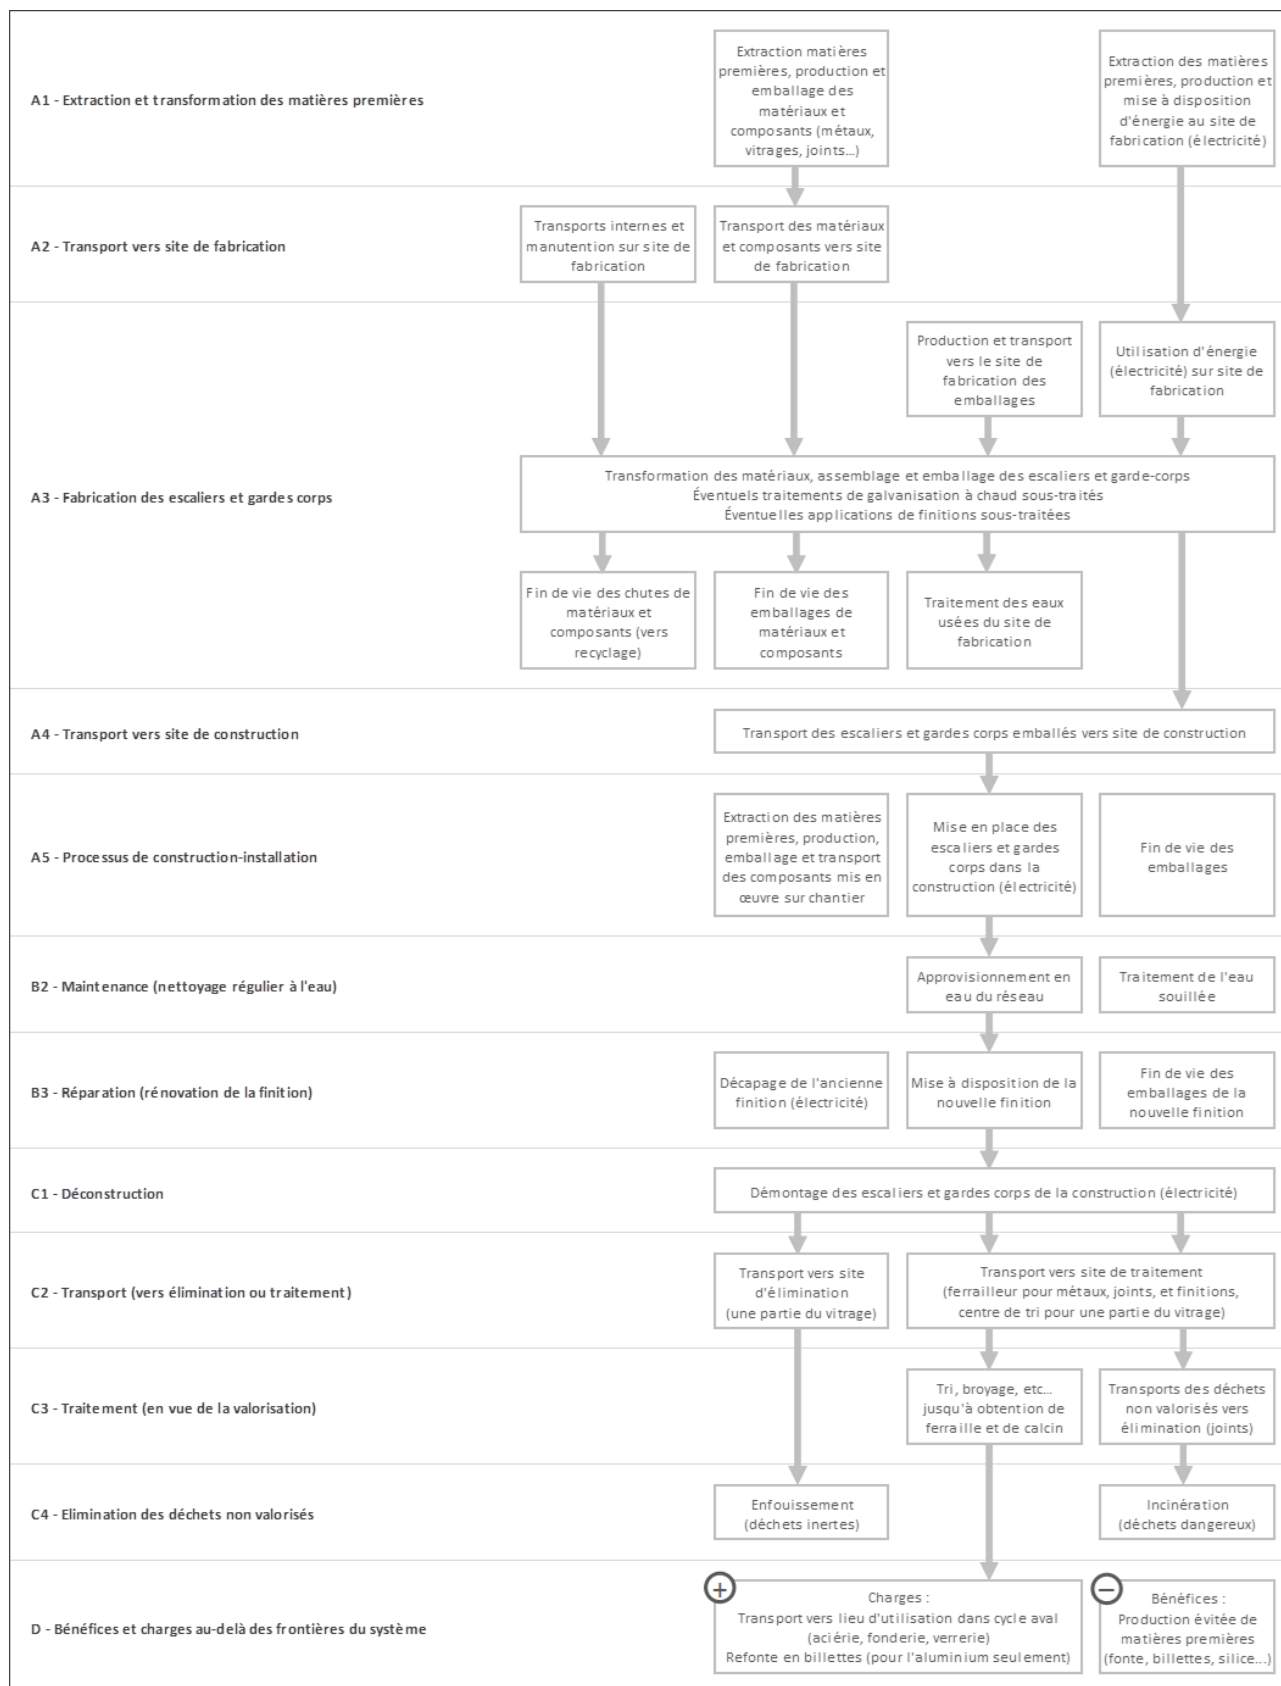 A1 - Extraction et transformation des matières premières
Extraction matières
premières, production et
emballage des
matériaux et
composants (métaux,
vitrages, joints...)
Extraction des matières
premières, production et
mise à disposition
d'énergie au site de
fabrication (électricité)
A2 - Transport vers site de fabrication
Transports internes et
manutention sur site de
fabrication
Transport des matériaux
et composants vers site
de fabrication
A3 - Fabrication des escaliers et gardes corps
Production et transport
vers le site de
fabrication des
emballages
Utilisation d'énergie
(électricité) sur site de
fabrication
Transformation des matériaux, assemblage et emballage des escaliers et garde-corps
Éventuels traitements de galvanisation à chaud sous-traités
Éventuelles applications de finitions sous-traitées
Fin de vie des chutes de
matériaux et
composants (vers
recyclage)
Fin de vie des
emballages de
matériaux et
composants
Traitement des eaux
usées du site de
fabrication
A4 - Transport vers site de construction
Transport des escaliers et gardes corps emballés vers site de construction
A5 - Processus de construction-installation
Extraction des matières
premières, production,
emballage et transport
des composants mis en
œuvre sur chantier
Mise en place des
escaliers et gardes
corps dans la
construction (électricité)
Fin de vie des
emballages
B2 - Maintenance (nettoyage régulier à l'eau)
Approvisionnement en
eau du réseau
Traitement de l'eau
souillée
B3 - Réparation (rénovation de la finition)
Décapage de l'ancienne
finition (électricité)
Mise à disposition de la
nouvelle finition
Fin de vie des
emballages de la
nouvelle finition
C1 - Déconstruction
Démontage des escaliers et gardes corps de la construction (électricité)
C2 - Transport (vers élimination ou traitement)
Transport vers site
d'élimination
(une partie du vitrage)
Transport vers site de traitement
(ferrailleur pour métaux, joints, et finitions,
centre de tri pour une partie du vitrage)
C3 - Traitement (en vue de la valorisation)
Tri, broyage, etc...
jusqu'à obtention de
ferraille et de calcin
Transports des déchets
non valorisés vers
élimination (joints)
C4 - Elimination des déchets non valorisés
Enfouissement
(déchets inertes)
Incinération
(déchets dangereux)
D - Bénéfices et charges au-delà des frontières du système
+
Charges :
Transport vers lieu d'utilisation dans cycle aval
(aciérie, fonderie, verrerie)
Refonte en billettes (pour l'aluminium seulement)
−
Bénéfices :
Production évitée de
matières premières
(fonte, billettes, silice...)